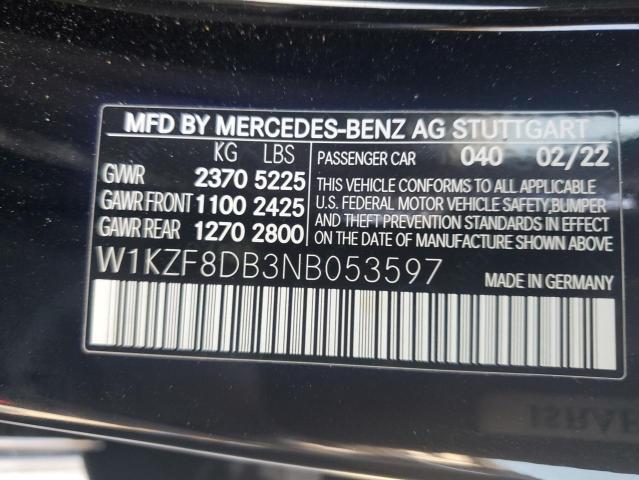 MFD BY MERCEDES-BENZ AG STUTTGART
KG LBS
GWR 2370 5225
GAWR FRONT 1100 2425
GAWR REAR 1270 2800
PASSENGER CAR 040 02/22
THIS VEHICLE CONFORMS TO ALL APPLICABLE
U.S. FEDERAL MOTOR VEHICLE SAFETY,BUMPER
AND THEFT PREVENTION STANDARDS IN EFFECT
ON THE DATE OF MANUFACTURE SHOWN ABOVE
W1KZF8DB3NB053597
MADE IN GERMANY